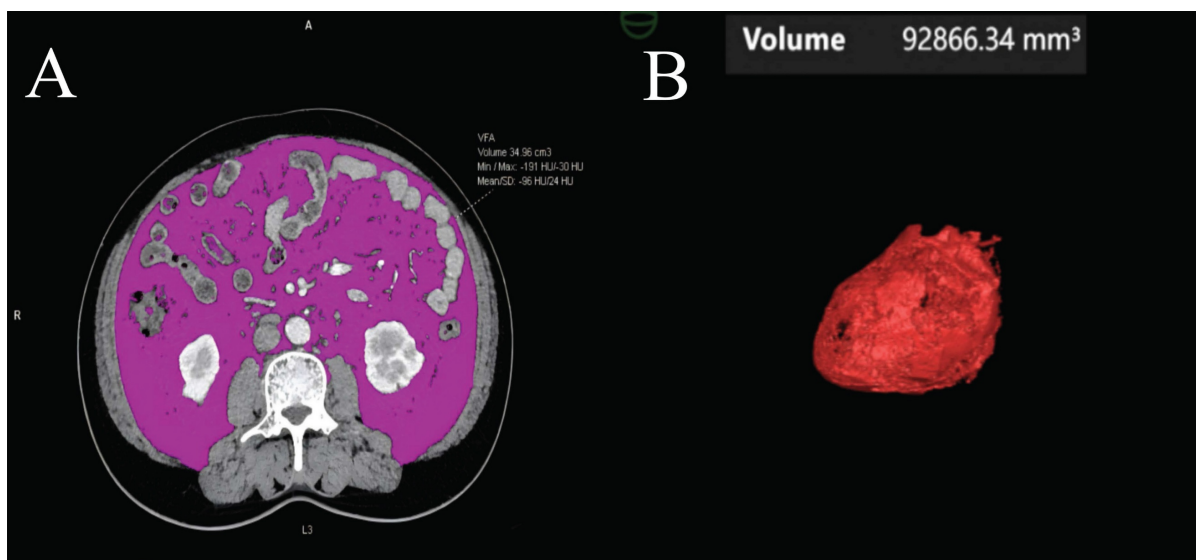 A
A
VFA
Volume 34.96 cm3
Min / Max: -191 HU/-30 HU
Mean/SD: -96 HU/24 HU
R
L3
B
Volume 92866.34 mm³